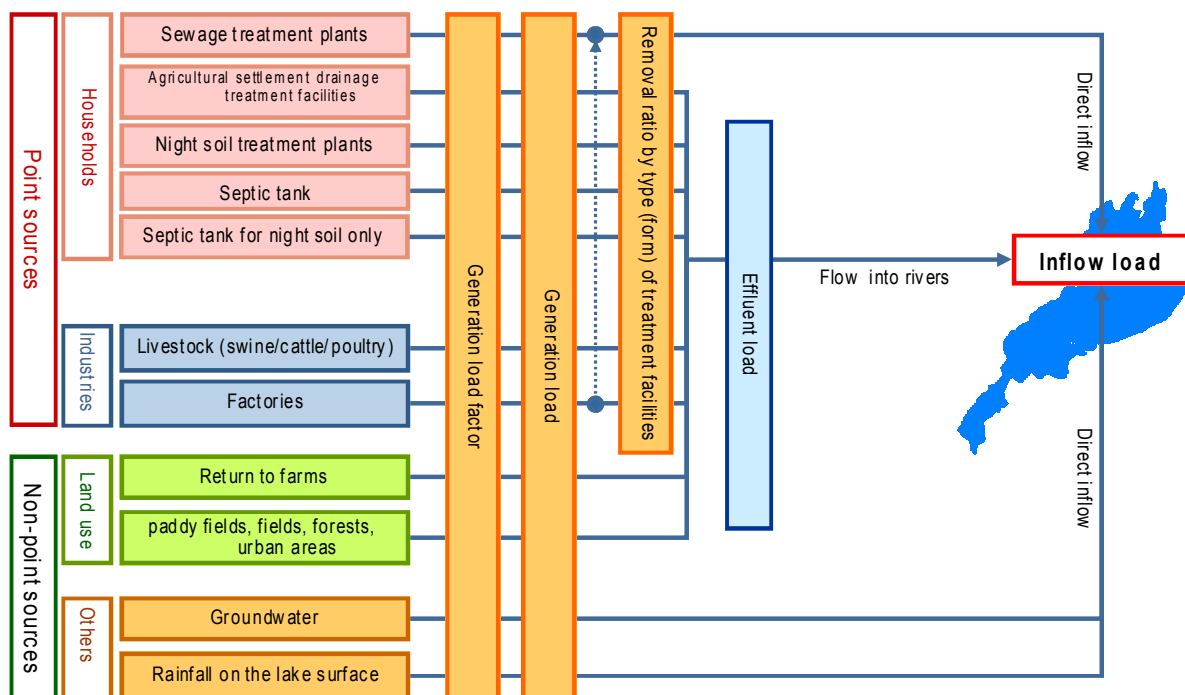 Point sources
Households
Sewage treatment plants
Agricultural settlement drainage
treatment facilities
Night soil treatment plants
Septic tank
Septic tank for night soil only
Industries
Livestock (swine/cattle/poultry)
Factories
Non-point sources
Land use
Return to farms
paddy fields, fields, forests,
urban areas
Others
Groundwater
Rainfall on the lake surface
Generation load factor
Generation load
Removal ratio by type (form) of treatment facilities
Effluent load
Flow into rivers
Direct inflow
Inflow load
Direct inflow